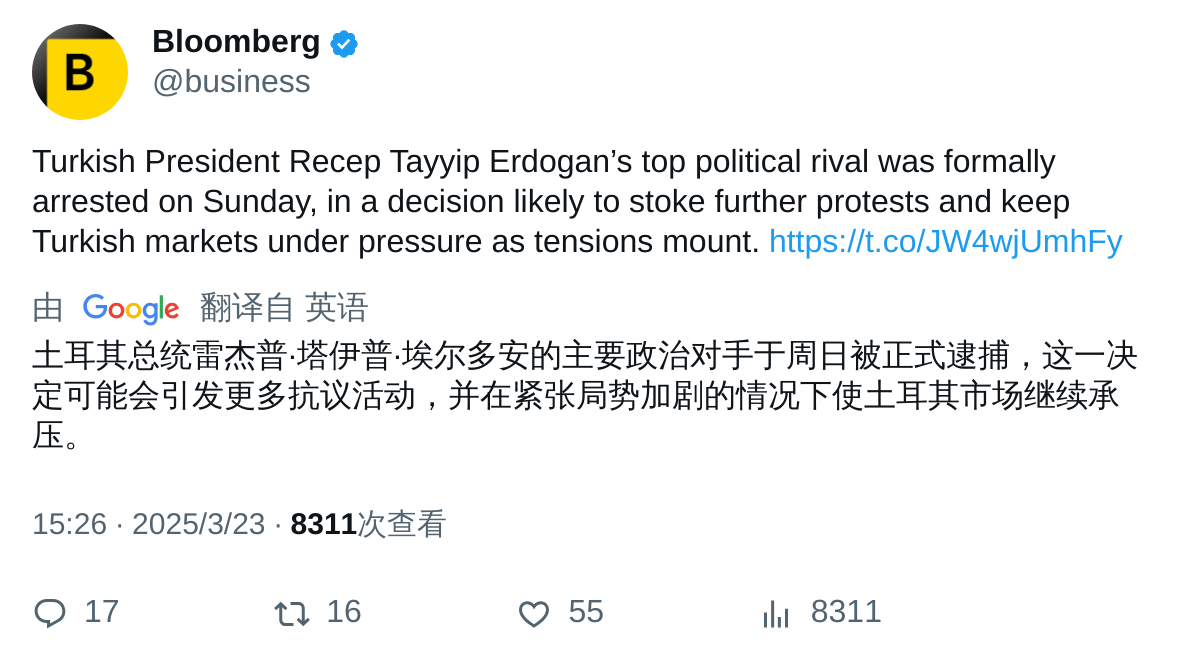 B
Bloomberg
@business
Turkish President Recep Tayyip Erdogan’s top political rival was formally
arrested on Sunday, in a decision likely to stoke further protests and keep
Turkish markets under pressure as tensions mount. https://t.co/JW4wjUmhFy
由 Google 翻译自 英语
土耳其总统雷杰普·塔伊普·埃尔多安的主要政治对手于周日被正式逮捕，这一决
定可能会引发更多抗议活动，并在紧张局势加剧的情况下使土耳其市场继续承
压。
15:26 · 2025/3/23 · 8311次查看
17 16 55 8311